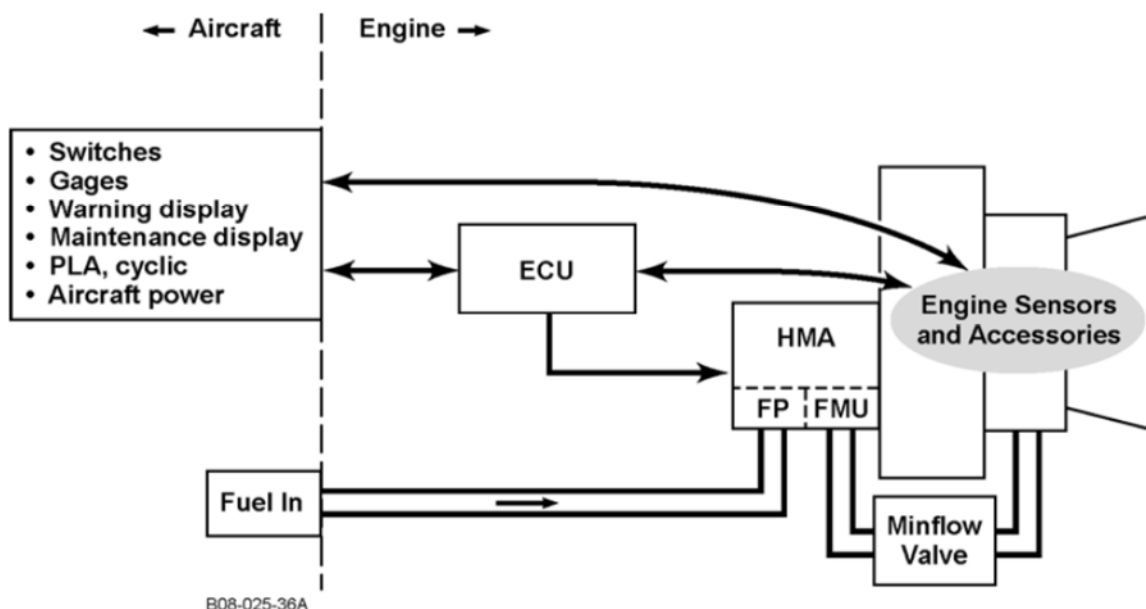 Aircraft
Engine
• Switches
• Gages
• Warning display
• Maintenance display
• PLA, cyclic
• Aircraft power
ECU
Engine Sensors
and Accessories
HMA
FP
FMU
Fuel In
Minflow
Valve
B08-025-36A